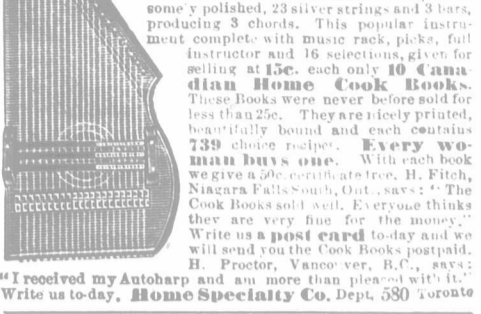 somely polished, 23 silver strings and 3 bars,
producing 3 chords. This popular instru-
ment complete with music rack, picks, full
instructor and 16 selections, given for
selling at 15c. each only 10 Cana-
dian Home Cook Books.
These Books were never before sold for
less than 25c. They are nicely printed,
beautifully bound and each contains
739 choice recipes. Every wo-
man buys one. With each book
we give a 50c. certificate free. H. Fitch,
Niagara Falls South, Ont., says: "The
Cook Books sold well. Everyone thinks
they are very fine for the money."
Write us a post card to-day and we
will send you the Cook Books postpaid.
H. Proctor, Vancouver, B.C., says:
"I received my Autoharp and am more than pleased with it."
Write us to-day. Home Specialty Co. Dept. 580 Toronto